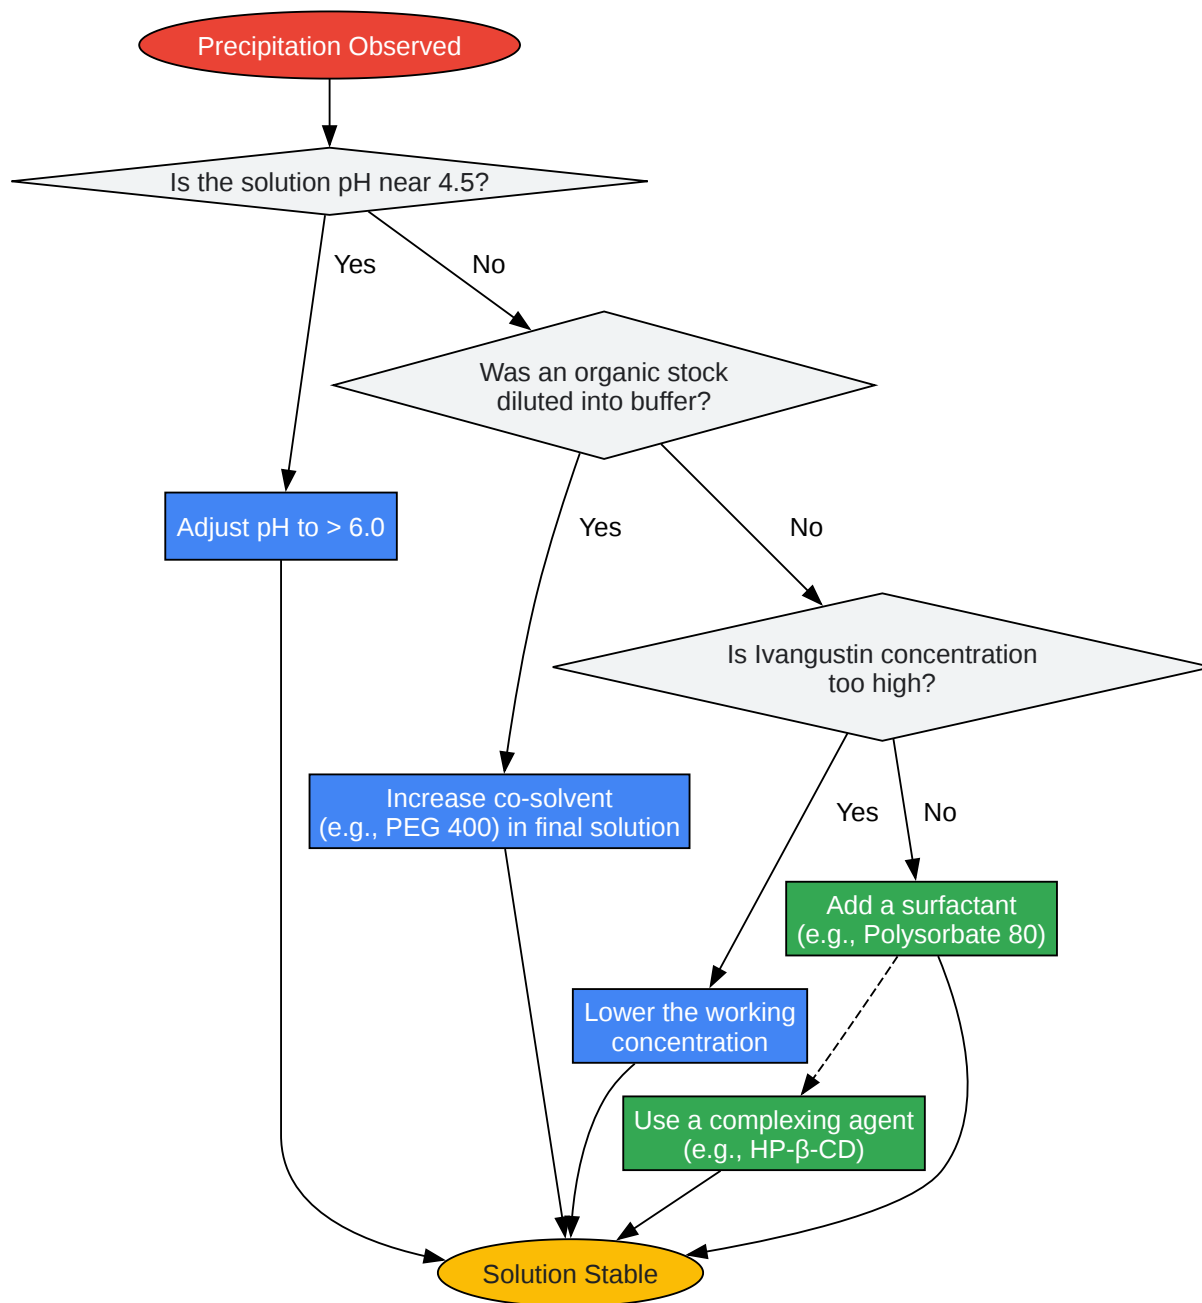 Precipitation Observed
Is the solution pH near 4.5?
Yes
No
Was an organic stock
diluted into buffer?
Adjust pH to > 6.0
Yes
No
Is Ivangustin concentration
too high?
Increase co-solvent
(e.g., PEG 400) in final solution
Yes
No
Add a surfactant
(e.g., Polysorbate 80)
Lower the working
concentration
Use a complexing agent
(e.g., HP-β-CD)
Solution Stable